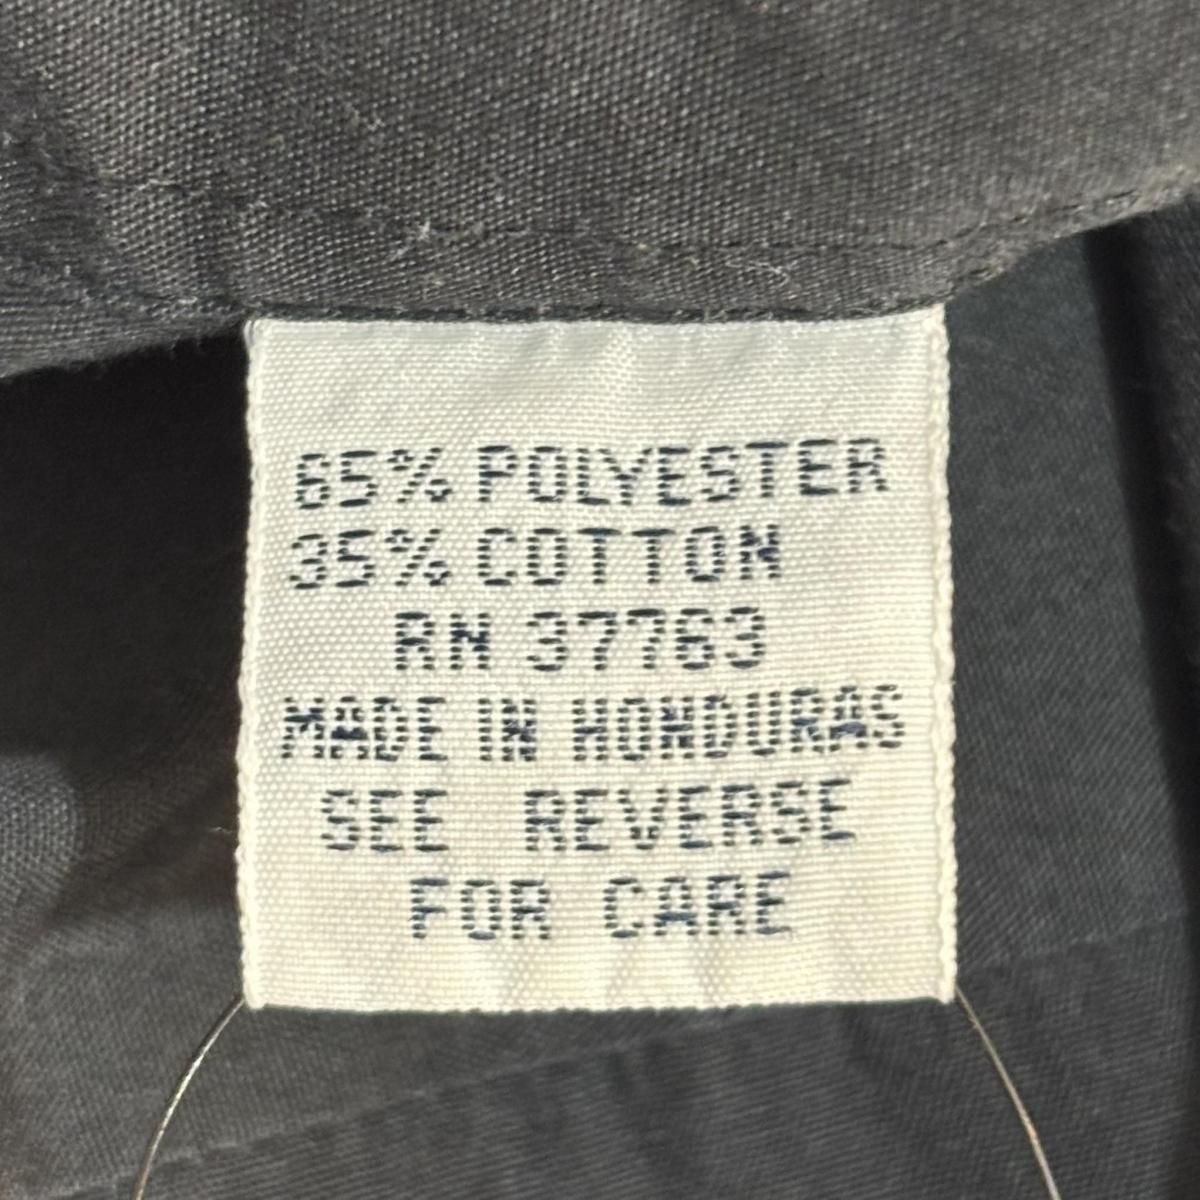 65% POLYESTER
35% COTTON
RN 37763
MADE IN HONDURAS
SEE REVERSE
FOR CARE